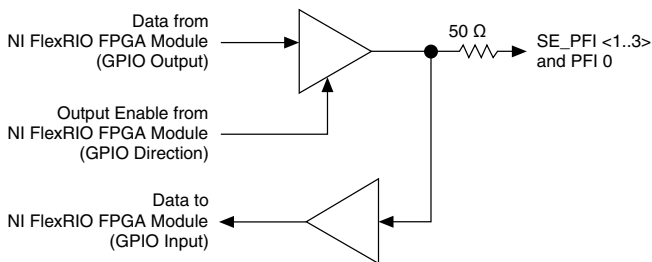 Data from
NI FlexRIO FPGA Module
(GPIO Output)
50 Ω
SE_PFI <1..3>
and PFI 0
Output Enable from
NI FlexRIO FPGA Module
(GPIO Direction)
Data to
NI FlexRIO FPGA Module
(GPIO Input)